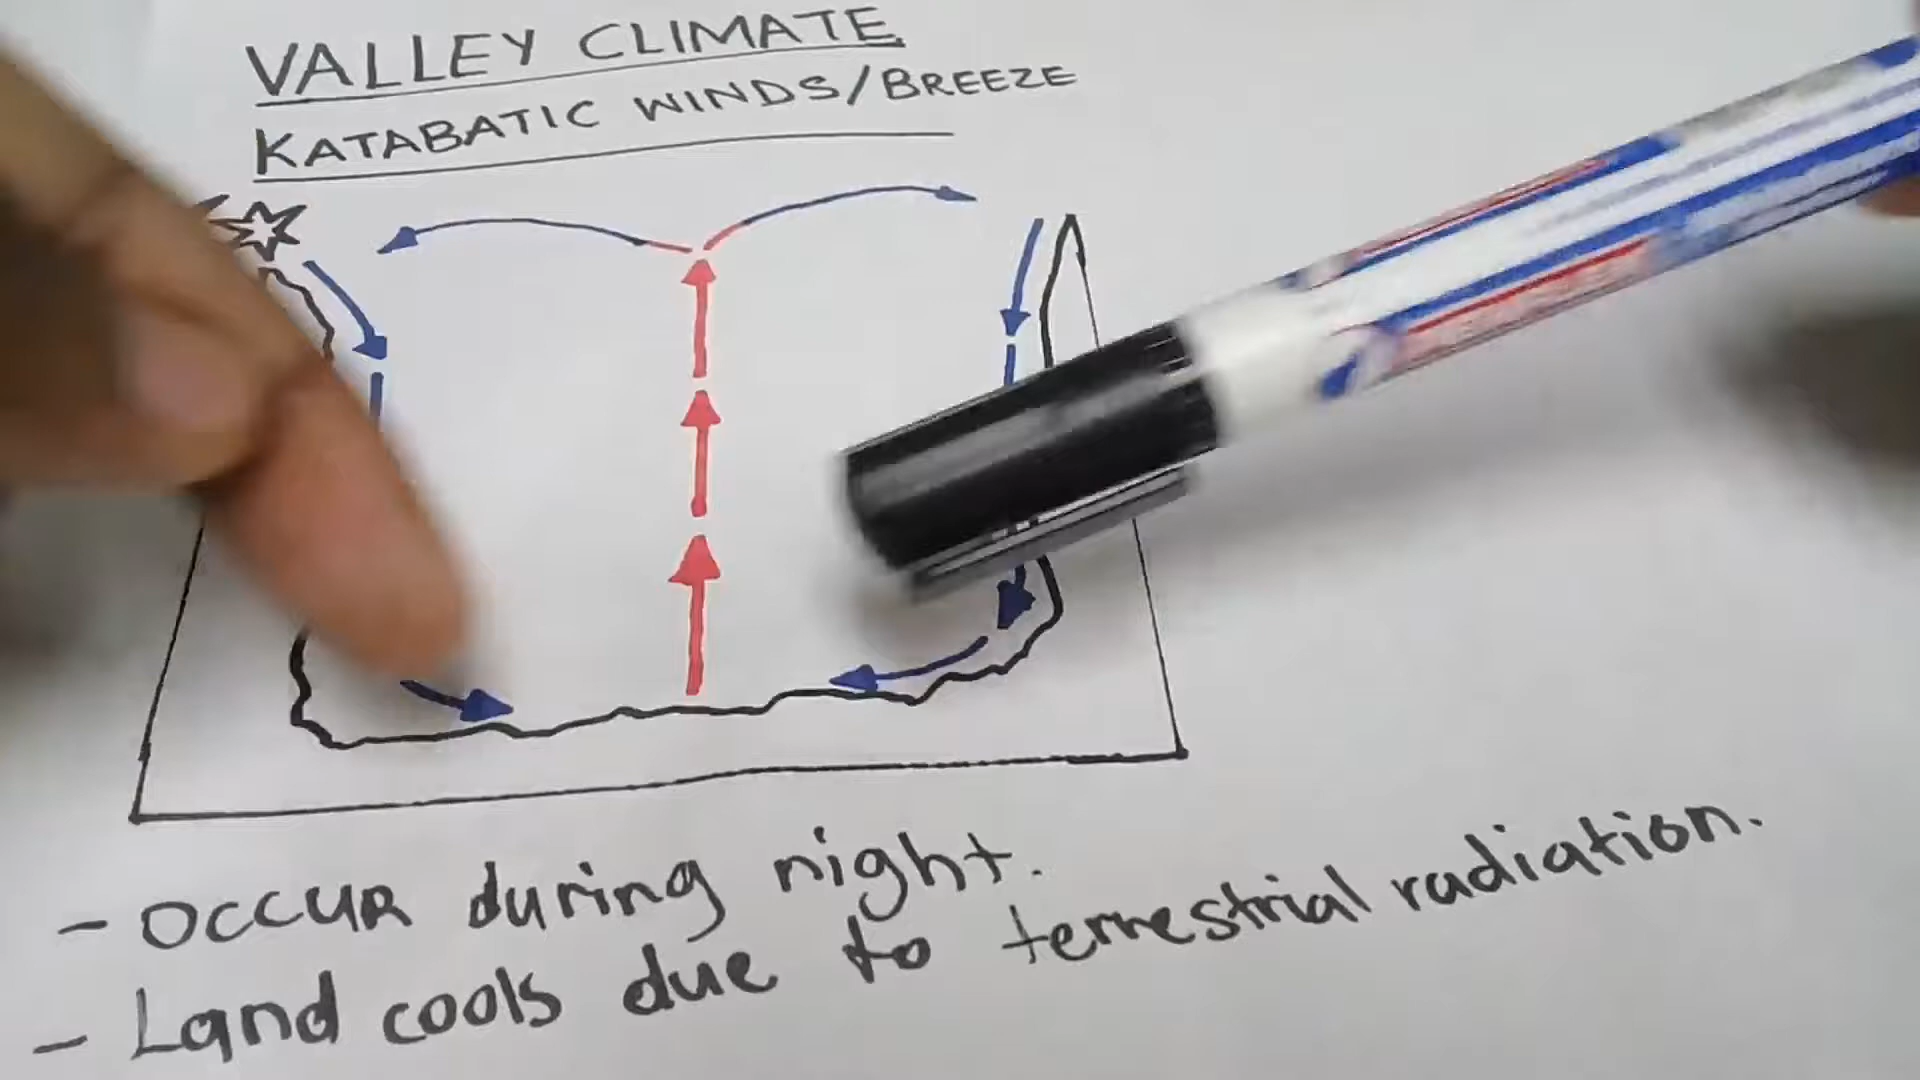 VALLEY CLIMATE
KATABATIC WINDS/BREEZE
- OCCUR during night.
- Land cools due to terrestrial radiation.